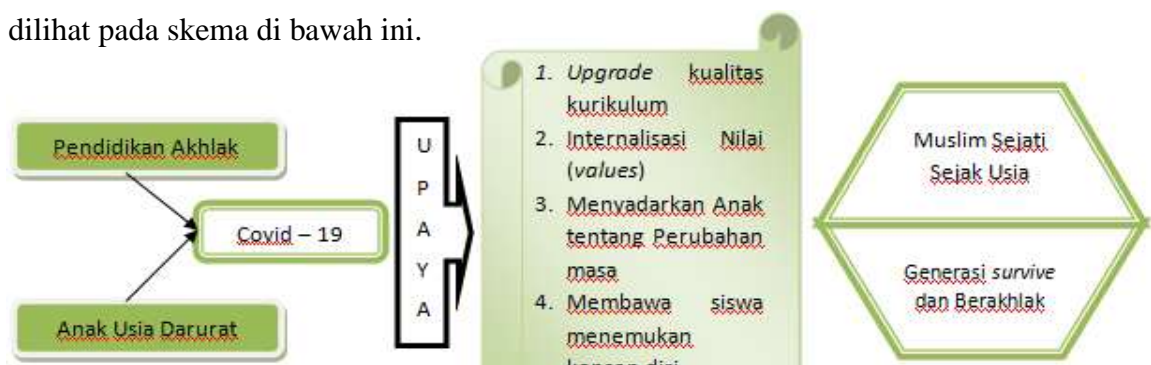 dilihat pada skema di bawah ini.
Pendidikan Akhlak
Covid – 19
Anak Usia Darurat
U
P
A
Y
A
1. Upgrade kualitas
kurikulum
2. Internalisasi Nilai
(values)
3. Menyadarkan Anak
tentang Perubahan
masa
4. Membawa siswa
menemukan
Muslim Sejati
Sejak Usia
Generasi survive
dan Berakhlak